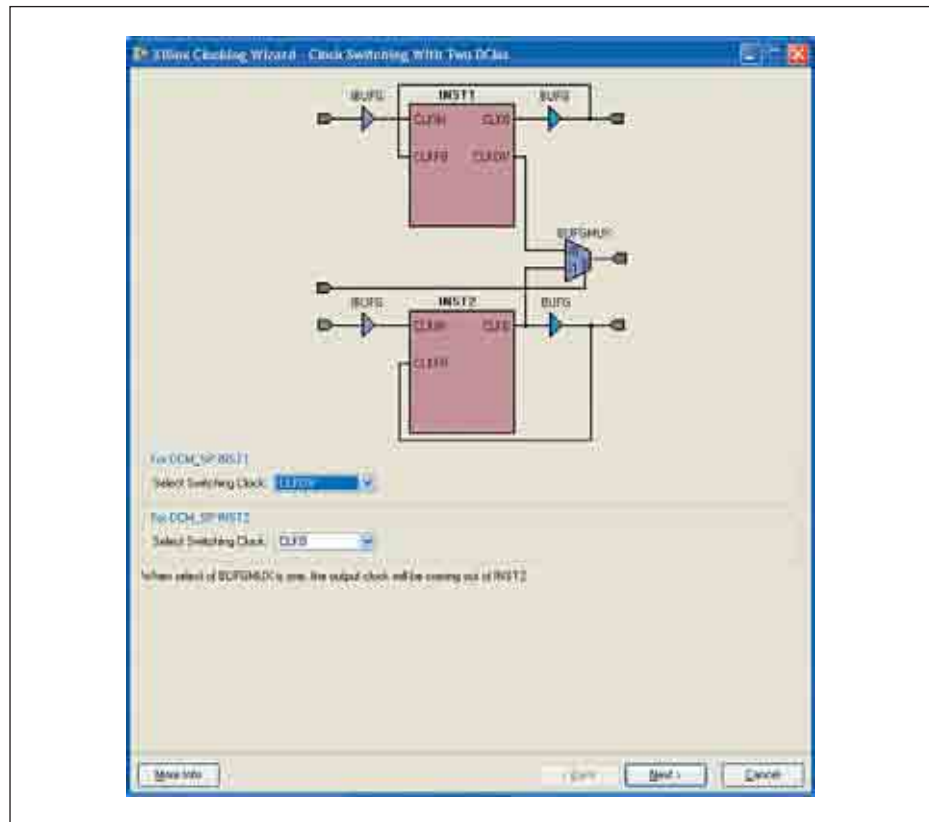 Xilinx Clocking Wizard - Clock Switching With Two DCMs
IBUFG INST1 BUFG
CLKIN CLK0
CLKFB CLKDV
BUFGMUX
1
IBUFG INST2 BUFG
CLKIN CLK0
CLKFB
For DCM_SP INST1
Select Switching Clock: CLKDV
For DCM_SP INST2
Select Switching Clock: CLK0
When select of BUFGMUX is one, the output clock will be coming out of INST2
More Info < Back Next > Cancel